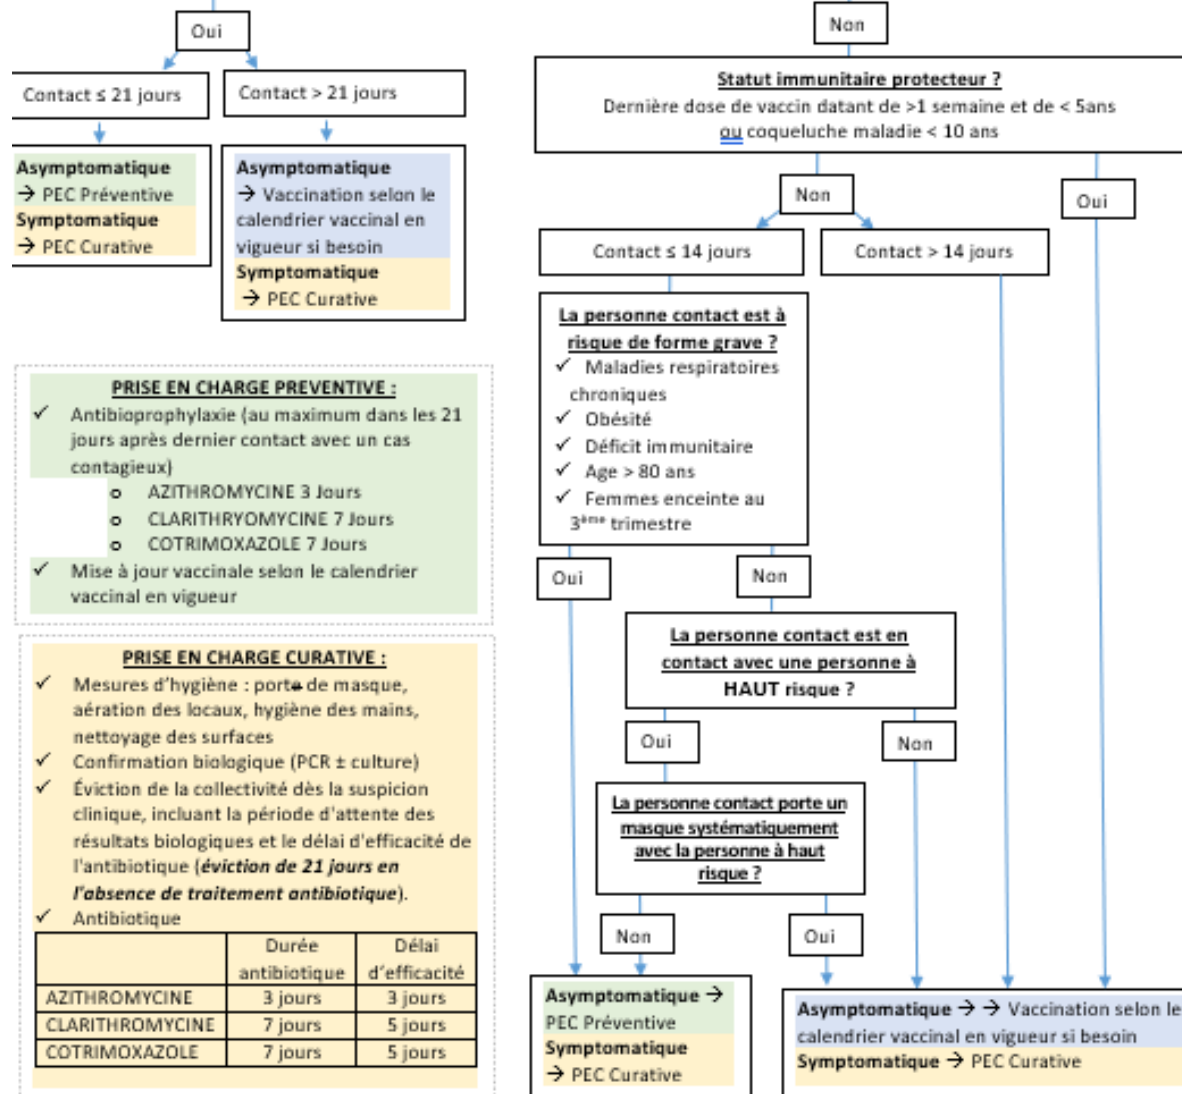 Oui
Contact ≤ 21 jours
Contact > 21 jours
Asymptomatique
→ PEC Préventive
Symptomatique
→ PEC Curative
Asymptomatique
→ Vaccination selon le
calendrier vaccinal en
vigueur si besoin
Symptomatique
→ PEC Curative
PRISE EN CHARGE PREVENTIVE :
✓ Antibioprophylaxie (au maximum dans les 21
jours après dernier contact avec un cas
contagieux)
o AZITHROMYCINE 3 Jours
o CLARITHRYOMYCINE 7 Jours
o COTRIMOXAZOLE 7 Jours
✓ Mise à jour vaccinale selon le calendrier
vaccinal en vigueur
PRISE EN CHARGE CURATIVE :
✓ Mesures d'hygiène : porte de masque,
aération des locaux, hygiène des mains,
nettoyage des surfaces
✓ Confirmation biologique (PCR ± culture)
✓ Éviction de la collectivité dès la suspicion
clinique, incluant la période d'attente des
résultats biologiques et le délai d'efficacité de
l'antibiotique (éviction de 21 jours en
l'absence de traitement antibiotique).
✓ Antibiotique
Durée antibiotique Délai d'efficacité
AZITHROMYCINE 3 jours 3 jours
CLARITHROMYCINE 7 jours 5 jours
COTRIMOXAZOLE 7 jours 5 jours
Non
Statut immunitaire protecteur ?
Dernière dose de vaccin datant de >1 semaine et de < 5ans
ou coqueluche maladie < 10 ans
Non
Oui
Contact ≤ 14 jours
Contact > 14 jours
La personne contact est à
risque de forme grave ?
✓ Maladies respiratoires
chroniques
✓ Obésité
✓ Déficit immunitaire
✓ Age > 80 ans
✓ Femmes enceinte au
3ème trimestre
Oui
Non
La personne contact est en
contact avec une personne à
HAUT risque ?
Oui
Non
La personne contact porte un
masque systématiquement
avec la personne à haut
risque ?
Non
Oui
Asymptomatique →
PEC Préventive
Symptomatique
→ PEC Curative
Asymptomatique → → Vaccination selon le
calendrier vaccinal en vigueur si besoin
Symptomatique → PEC Curative